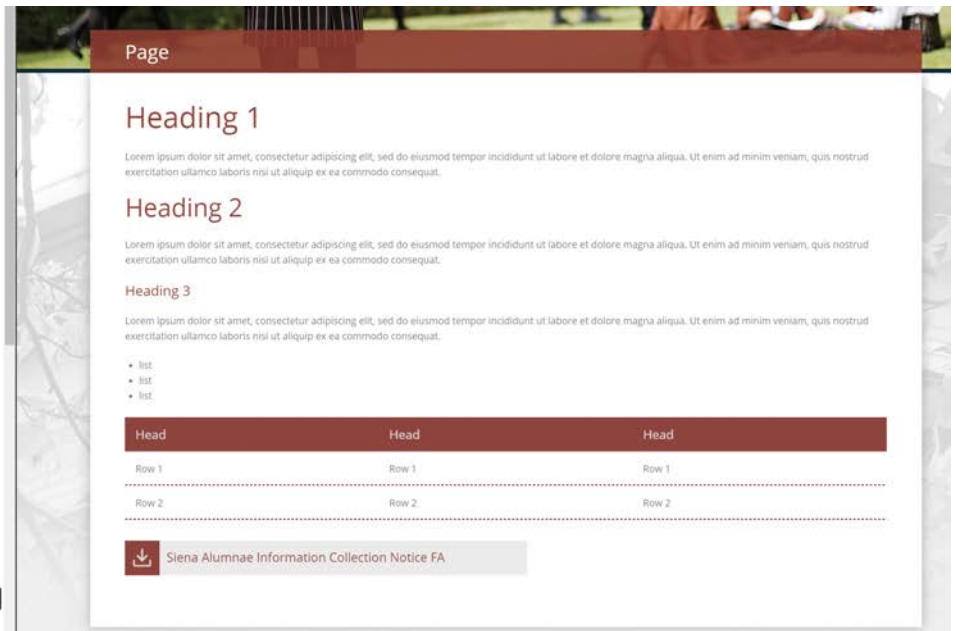 Page
Heading 1
Lorem ipsum dolor sit amet, consectetur adipiscing elit, sed do eiusmod tempor incididunt ut labore et dolore magna aliqua. Ut enim ad minim veniam, quis nostrud
exercitation ullamco laboris nisi ut aliquip ex ea commodo consequat.
Heading 2
Lorem ipsum dolor sit amet, consectetur adipiscing elit, sed do eiusmod tempor incididunt ut labore et dolore magna aliqua. Ut enim ad minim veniam, quis nostrud
exercitation ullamco laboris nisi ut aliquip ex ea commodo consequat.
Heading 3
Lorem ipsum dolor sit amet, consectetur adipiscing elit, sed do eiusmod tempor incididunt ut labore et dolore magna aliqua. Ut enim ad minim veniam, quis nostrud
exercitation ullamco laboris nisi ut aliquip ex ea commodo consequat.
• list
• list
• list
Head Head Head
Row 1 Row 1 Row 1
Row 2 Row 2 Row 2
Siena Alumnae Information Collection Notice FA